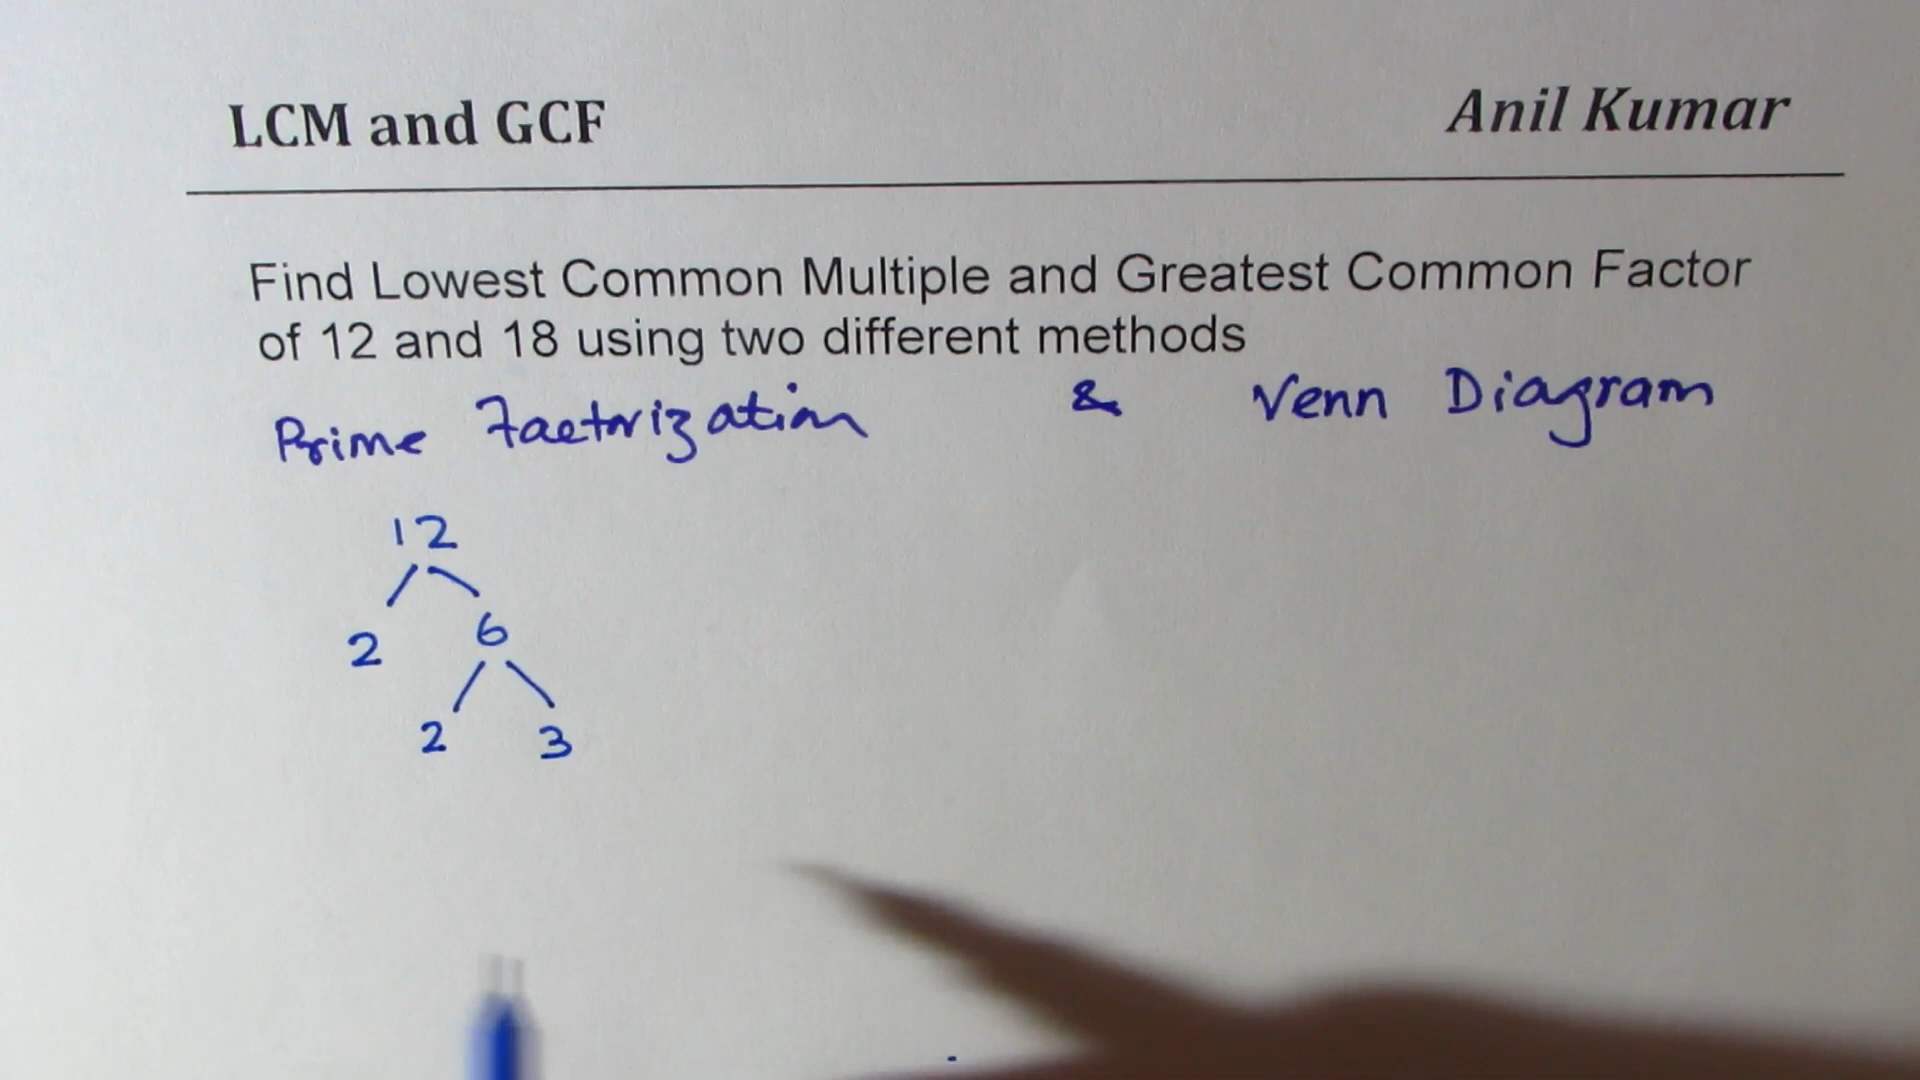 LCM and GCF Anil Kumar
Find Lowest Common Multiple and Greatest Common Factor
of 12 and 18 using two different methods
Prime Factorization & Venn Diagram
12
2 6
2 3